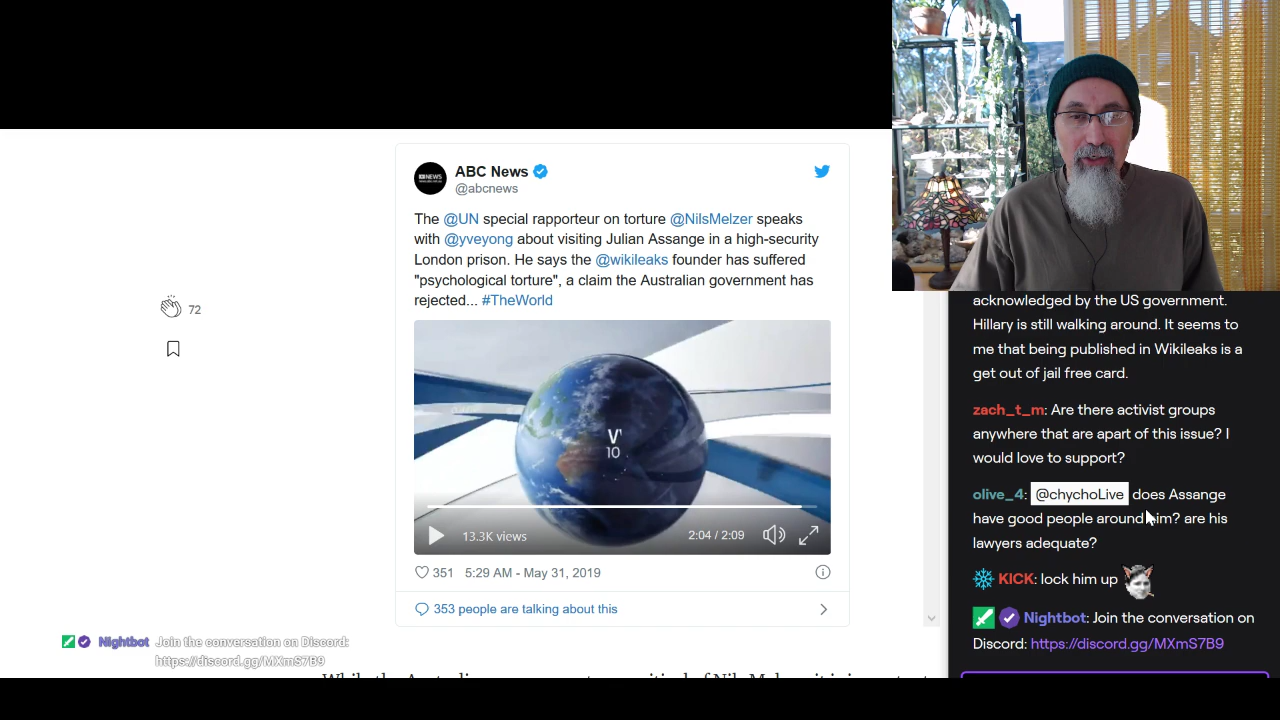 ABC News
@abcnews
The @UN special rapporteur on torture @NilsMelzer speaks
with @yveyong about visiting Julian Assange in a high-security
London prison. He says the @wikileaks founder has suffered
"psychological torture", a claim the Australian government has
rejected... #TheWorld
72
NEWS
10
13.3K views
2:04 / 2:09
351 5:29 AM - May 31, 2019
353 people are talking about this
Nightbot Join the conversation on Discord:
https://discord.gg/MXmS7B9
acknowledged by the US government.
Hillary is still walking around. It seems to
me that being published in Wikileaks is a
get out of jail free card.
zach_t_m: Are there activist groups
anywhere that are apart of this issue? I
would love to support?
olive_4: @chychoLive does Assange
have good people around him? are his
lawyers adequate?
KICK: lock him up
Nightbot: Join the conversation on
Discord: https://discord.gg/MXmS7B9